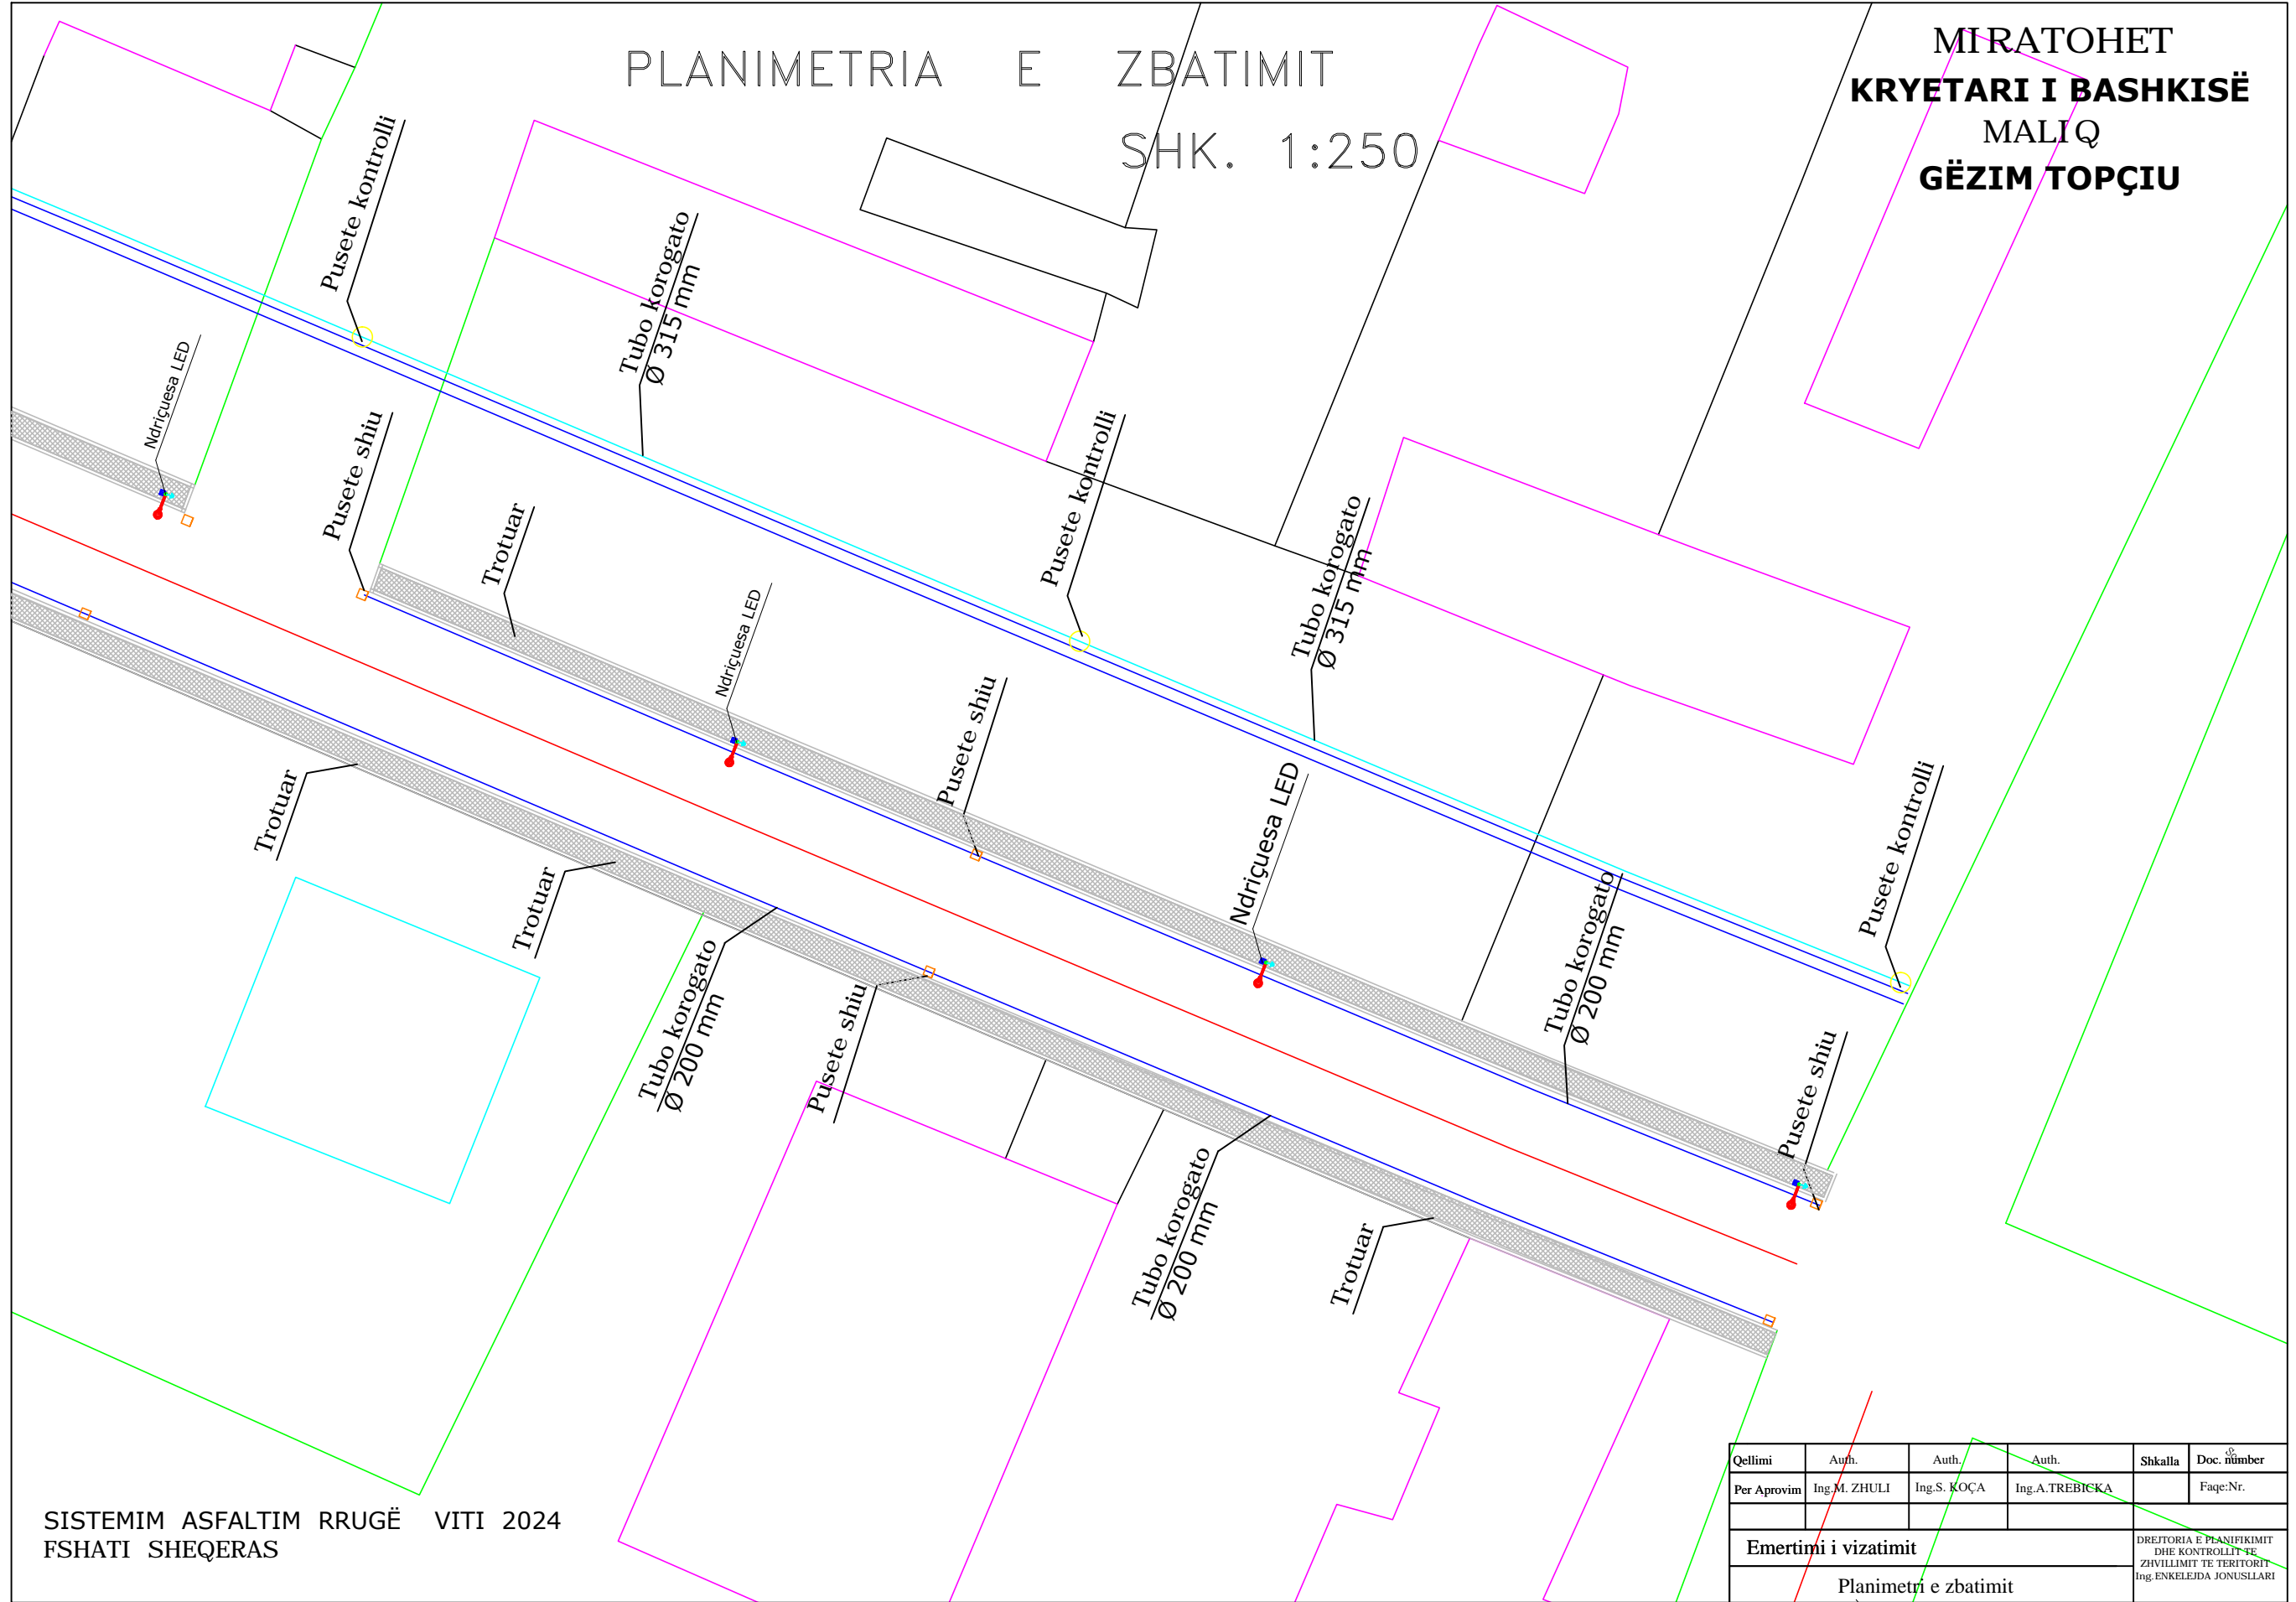 PLANIMETRIA E ZBATIMIT
SHK. 1:250
MIRATOHET
KRYETARI I BASHKISË
MALIQ
GËZIM TOPÇIU
Pusete kontrolli
Tubo korogato
Ø 315 mm
Ndriçuesa LED
Pusete shiu
Trotuar
Pusete kontrolli
Tubo korogato
Ø 315 mm
Ndriçuesa LED
Pusete shiu
Ndriçuesa LED
Pusete kontrolli
Trotuar
Trotuar
Tubo korogato
Ø 200 mm
Pusete shiu
Tubo korogato
Ø 200 mm
Pusete shiu
Tubo korogato
Ø 200 mm
Trotuar
SISTEMIM ASFALTIM RRUGË VITI 2024
FSHATI SHEQERAS
Qellimi Auth. Auth. Auth. Shkalla Doc. number
Per Aprovim Ing.M. ZHULI Ing.S. KOÇA Ing.A.TREBICKA Faqe:Nr.
Emertimi i vizatimit
Planimetri e zbatimit
DREJTORIA E PLANIFIKIMIT
DHE KONTROLLIT TE
ZHVILLIMIT TE TERITORIT
Ing.ENKELEJDA JONUSLLARI